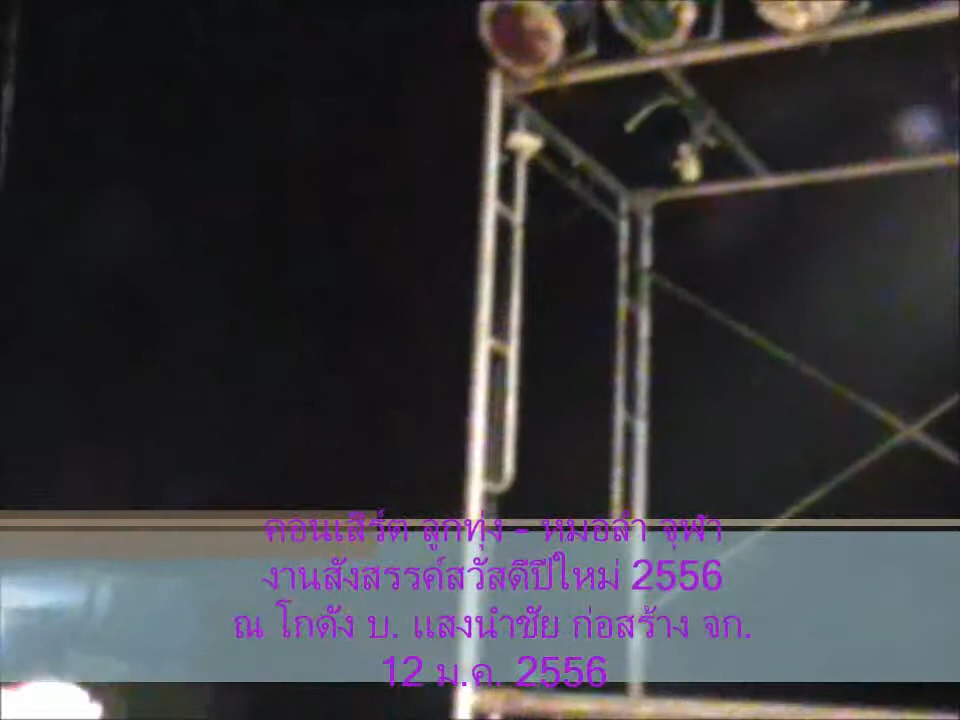 คอนเสิร์ต ลูกทุ่ง - หมอลำ จุฬา
งานสังสรรค์สวัสดีปีใหม่ 2556
ณ โกดัง บ. แสงนำชัย ก่อสร้าง จก.
12 ม.ค. 2556